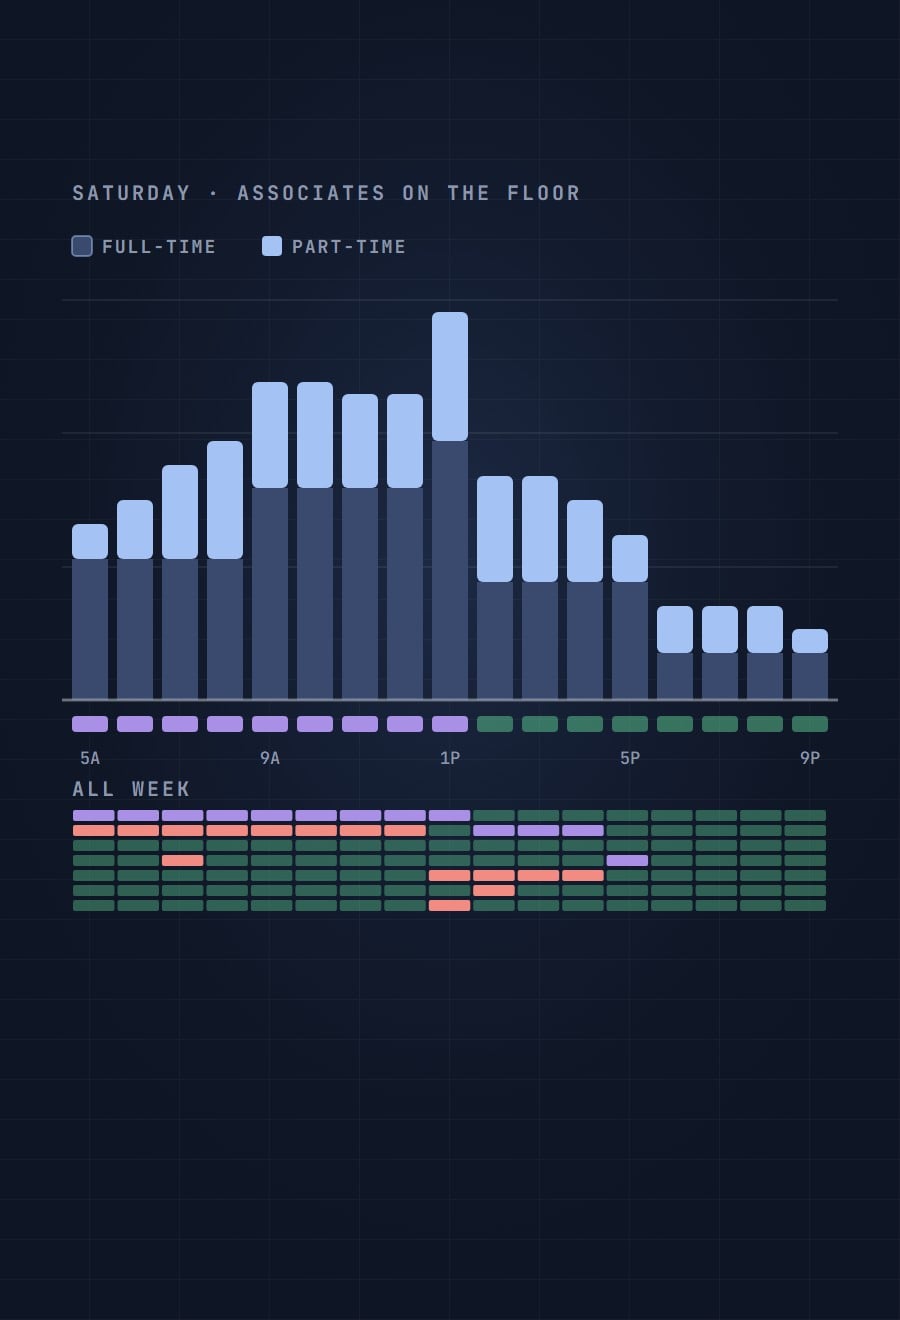 SATURDAY · ASSOCIATES ON THE FLOOR
FULL-TIME PART-TIME
5A 9A 1P 5P 9P
ALL WEEK